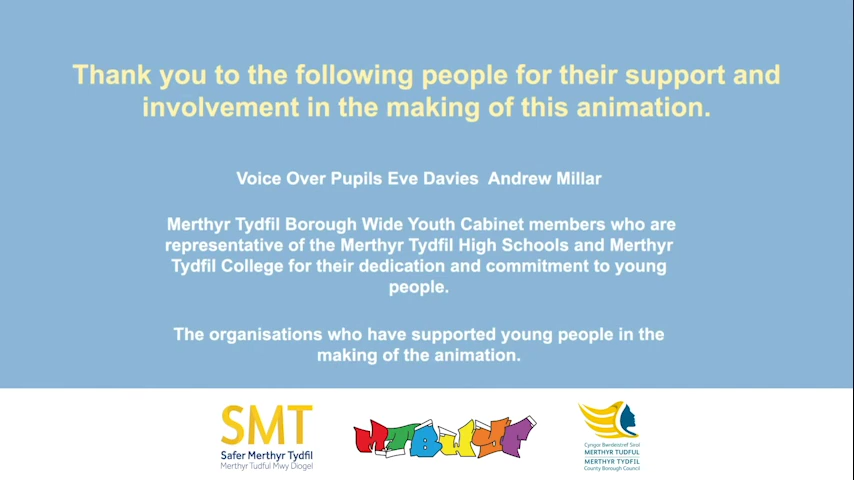 Thank you to the following people for their support and
involvement in the making of this animation.
Voice Over Pupils Eve Davies  Andrew Millar
Merthyr Tydfil Borough Wide Youth Cabinet members who are
representative of the Merthyr Tydfil High Schools and Merthyr
Tydfil College for their dedication and commitment to young
people.
The organisations who have supported young people in the
making of the animation.
SMT
Safer Merthyr Tydfil
Merthyr Tudful Mwy Diogel
MTBWYF
Cyngor Bwrdeistref Sirol
MERTHYR TUDFUL
MERTHYR TYDFIL
County Borough Council